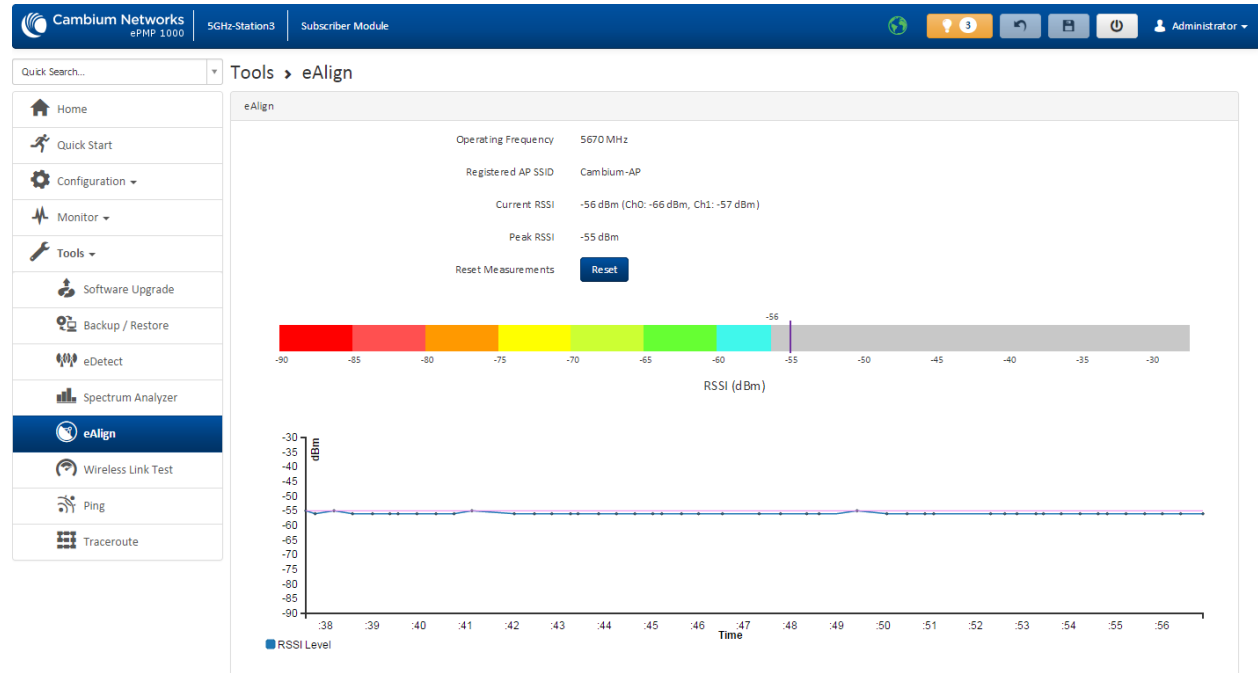 Cambium Networks
ePMP 1000
5GHz-Station3
Subscriber Module
3
Administrator
Quick Search...
Tools › eAlign
Home
Quick Start
Configuration
Monitor
Tools
Software Upgrade
Backup / Restore
eDetect
Spectrum Analyzer
eAlign
Wireless Link Test
Ping
Traceroute
eAlign
Operating Frequency 5670 MHz
Registered AP SSID Cambium-AP
Current RSSI -56 dBm (Ch0: -66 dBm, Ch1: -57 dBm)
Peak RSSI -55 dBm
Reset Measurements Reset
-56
-90 -85 -80 -75 -70 -65 -60 -55 -50 -45 -40 -35 -30
RSSI (dBm)
dBm
-30
-35
-40
-45
-50
-55
-60
-65
-70
-75
-80
-85
-90
:38 :39 :40 :41 :42 :43 :44 :45 :46 :47 :48 :49 :50 :51 :52 :53 :54 :55 :56
Time
RSSI Level